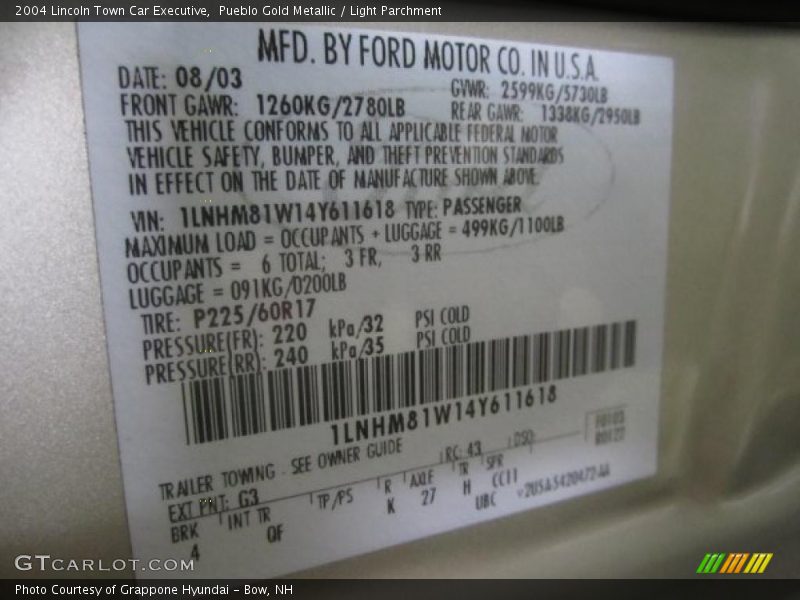 2004 Lincoln Town Car Executive, Pueblo Gold Metallic / Light Parchment
MFD. BY FORD MOTOR CO. IN U.S.A.
DATE: 08/03 GVWR: 2599KG/5730LB
FRONT GAWR: 1260KG/2780LB REAR GAWR: 1338KG/2950LB
THIS VEHICLE CONFORMS TO ALL APPLICABLE FEDERAL MOTOR
VEHICLE SAFETY, BUMPER, AND THEFT PREVENTION STANDARDS
IN EFFECT ON THE DATE OF MANUFACTURE SHOWN ABOVE
VIN: 1LNHM81W14Y611618 TYPE: PASSENGER
MAXIMUM LOAD = OCCUPANTS + LUGGAGE = 499KG/1100LB
OCCUPANTS = 6 TOTAL; 3 FR, 3 RR
LUGGAGE = 091KG/0200LB
TIRE: P225/60R17
PRESSURE(FR): 220 kPa/32 PSI COLD
PRESSURE(RR): 240 kPa/35 PSI COLD
1LNHM81W14Y611618
TRAILER TOWING - SEE OWNER GUIDE
EXT PNT: G3 RC: 43 DSO:
BRK INT TR TP/PS R AXLE TR SPR
4 OF K 27 H CC11
UBC
GTCARLOT.COM
Photo Courtesy of Grappone Hyundai – Bow, NH